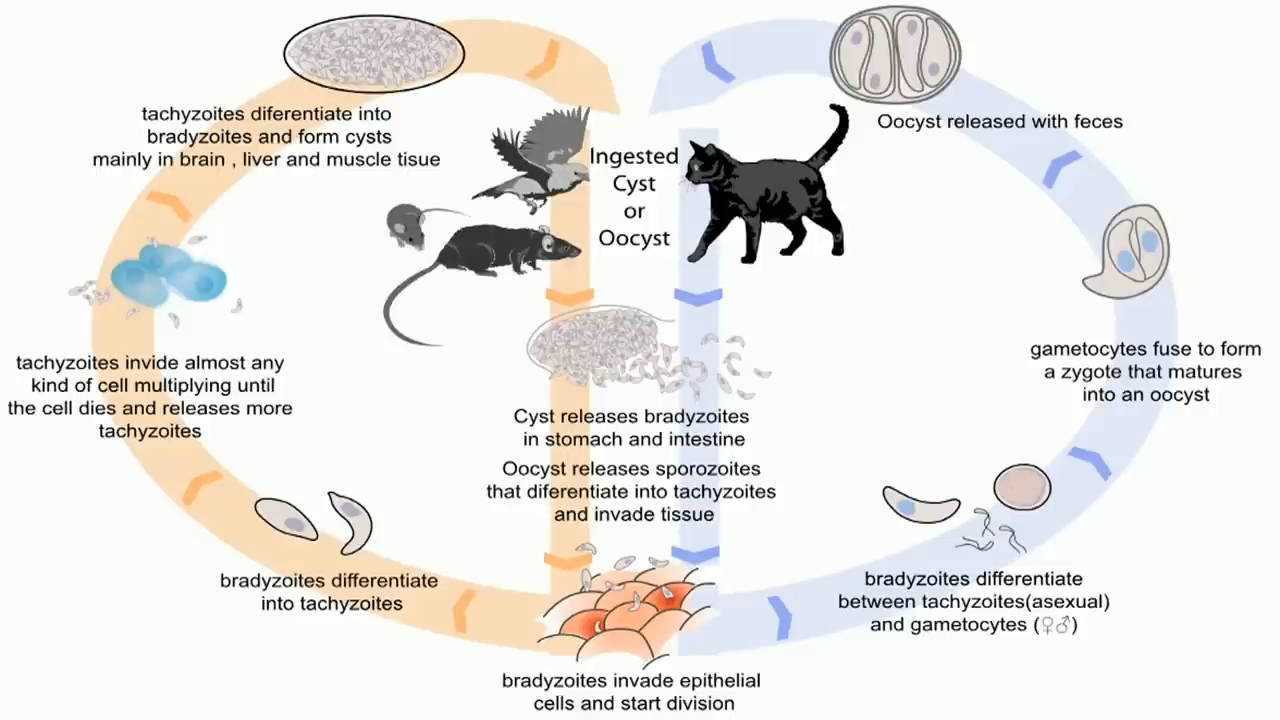 tachyzoites diferentiate into
bradyzoites and form cysts
mainly in brain , liver and muscle tisue
Ingested
Cyst
or
Oocyst
Oocyst released with feces
tachyzoites invide almost any
kind of cell multiplying until
the cell dies and releases more
tachyzoites
gametocytes fuse to form
a zygote that matures
into an oocyst
Cyst releases bradyzoites
in stomach and intestine
Oocyst releases sporozoites
that diferentiate into tachyzoites
and invade tissue
bradyzoites differentiate
into tachyzoites
bradyzoites differentiate
between tachyzoites(asexual)
and gametocytes (♀♂)
bradyzoites invade epithelial
cells and start division